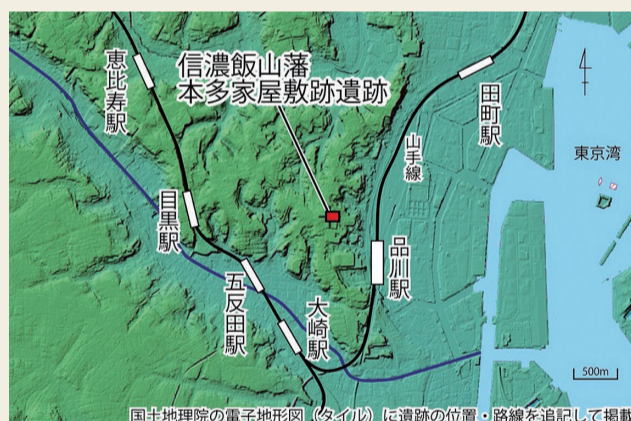 信濃飯山藩
本多家屋敷跡遺跡
恵比寿駅
田町駅
山手線
東京湾
目黒駅
品川駅
五反田駅
大崎駅
500m
国土地理院の電子地形図（タイル）に遺跡の位置・路線を追記して掲載